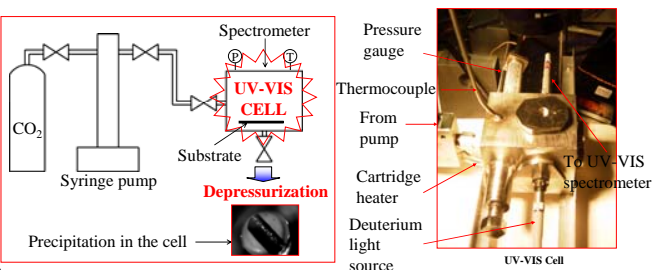 Spectrometer
P
T
UV-VIS
CELL
CO2
Substrate
Syringe pump
Depressurization
Precipitation in the cell
Pressure
gauge
Thermocouple
From
pump
Cartridge
heater
Deuterium
light
source
To UV-VIS
spectrometer
UV-VIS Cell